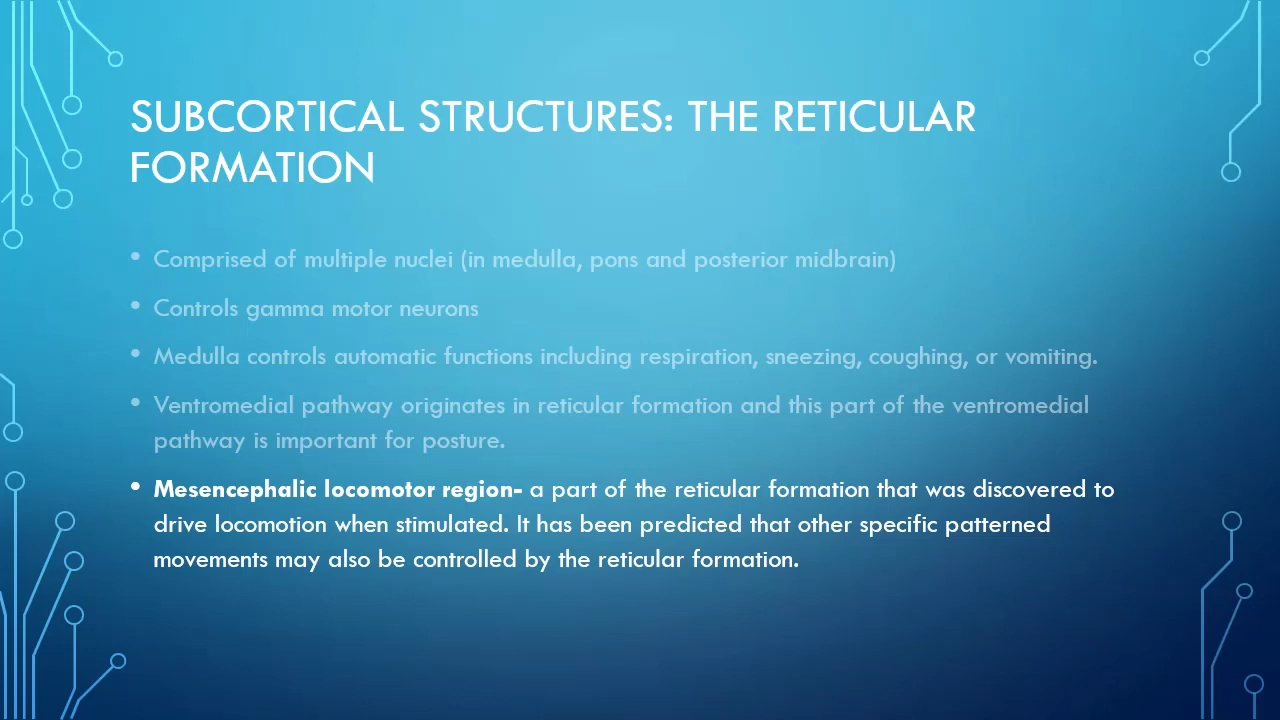 SUBCORTICAL STRUCTURES: THE RETICULAR
FORMATION
• Comprised of multiple nuclei (in medulla, pons and posterior midbrain)
• Controls gamma motor neurons
• Medulla controls automatic functions including respiration, sneezing, coughing, or vomiting.
• Ventromedial pathway originates in reticular formation and this part of the ventromedial
pathway is important for posture.
• Mesencephalic locomotor region- a part of the reticular formation that was discovered to
drive locomotion when stimulated. It has been predicted that other specific patterned
movements may also be controlled by the reticular formation.